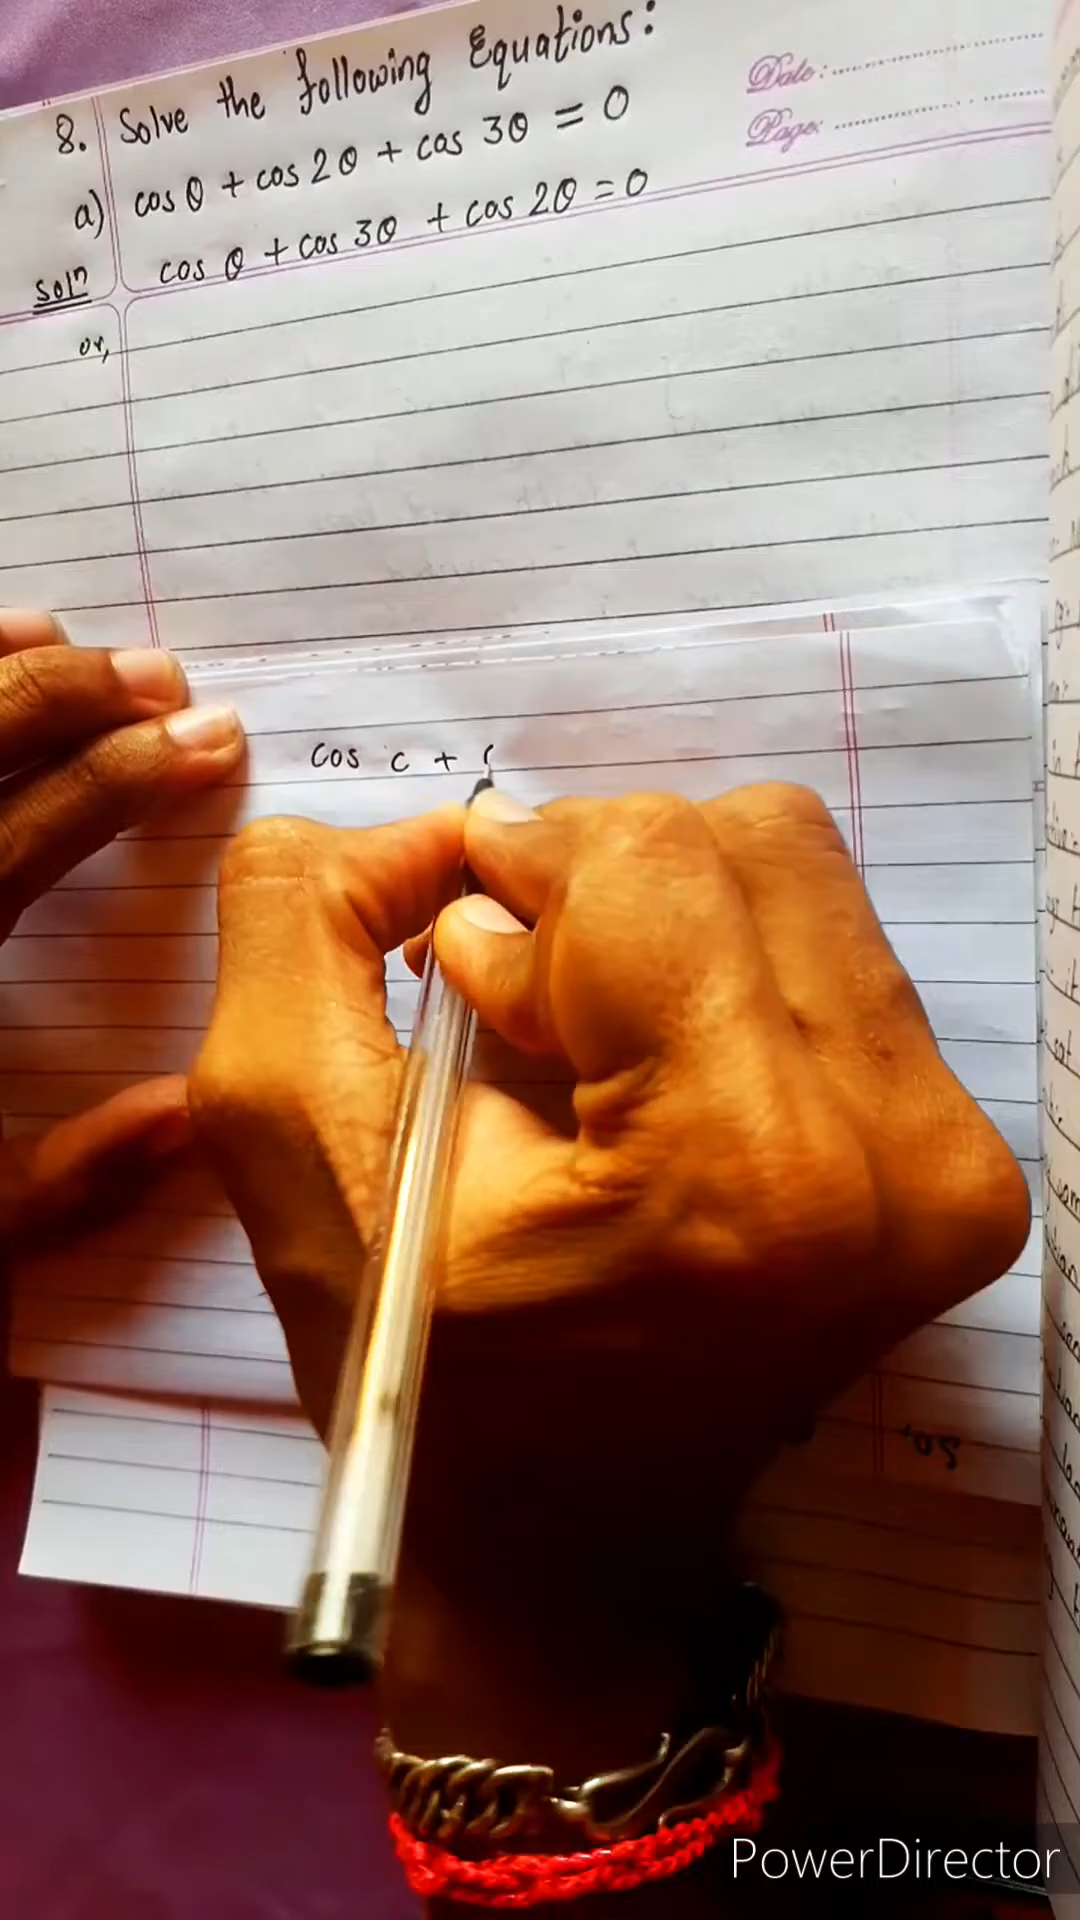 8. Solve the following Equations:
Date:
Page:
a) cos θ + cos 2θ + cos 3θ = 0
Solⁿ cos θ + cos 3θ + cos 2θ = 0
or,
cos c + c
So,
PowerDirector